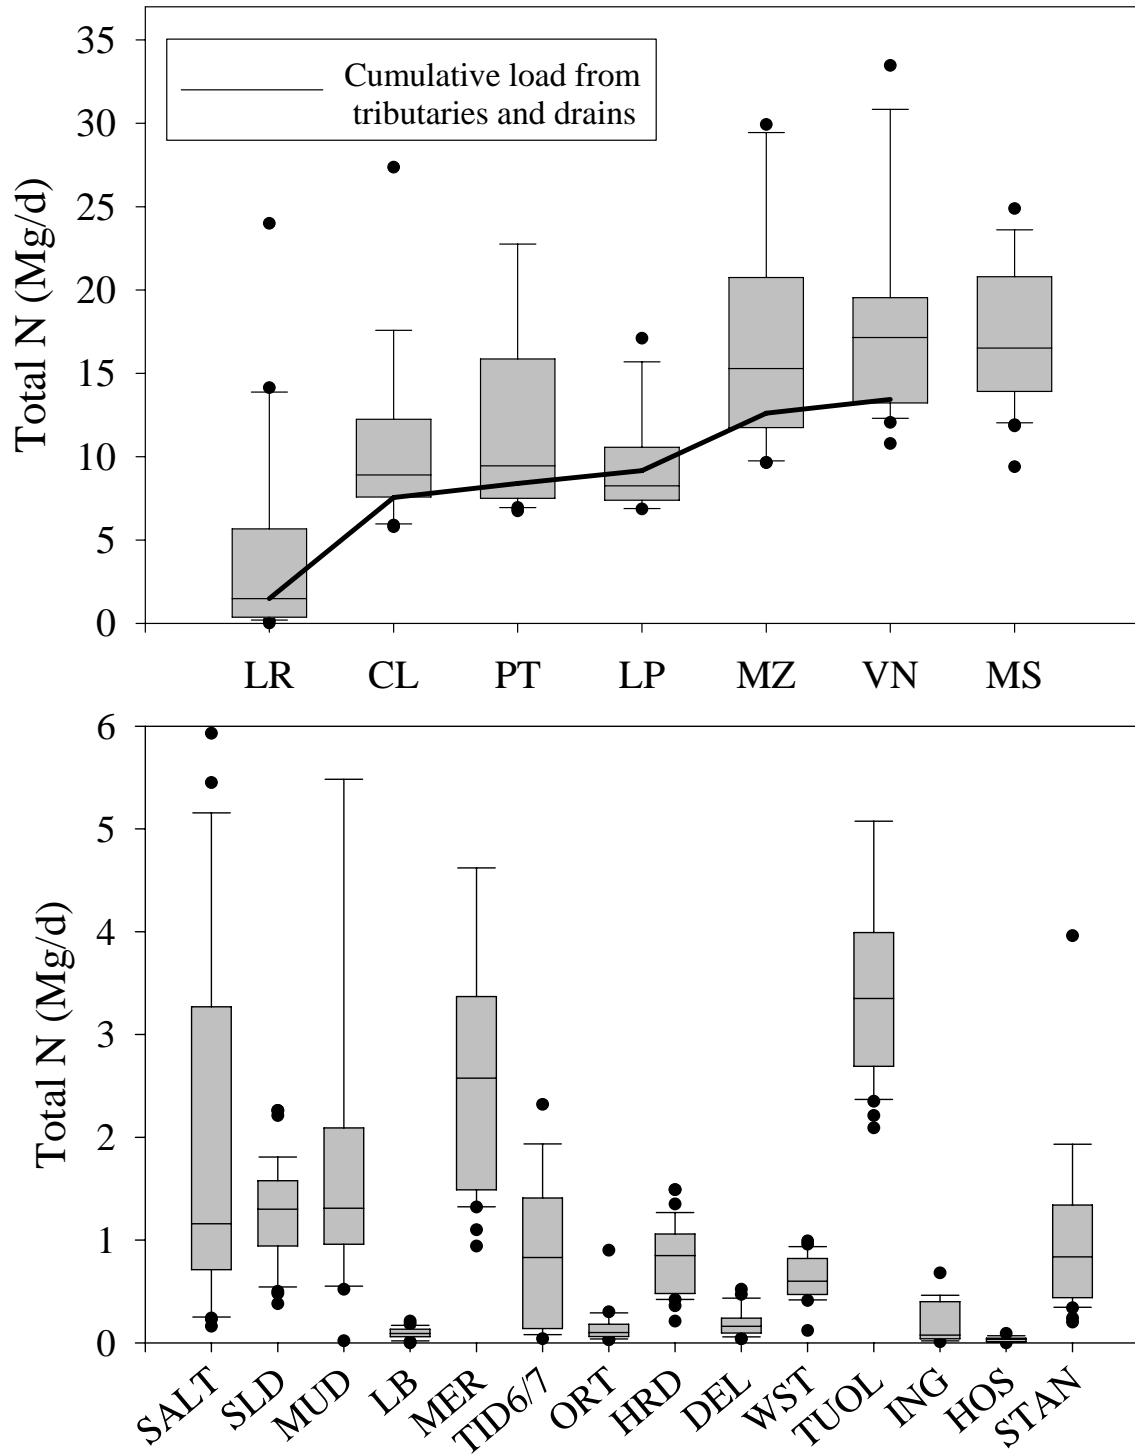 35
30
25
20
15
10
5
0
Total N (Mg/d)
Cumulative load from
tributaries and drains
LR CL PT LP MZ VN MS
6
5
4
3
2
1
0
Total N (Mg/d)
SALT SLD MUD LB MER TID6/7 ORT HRD DEL WST TUOL ING HOS STAN